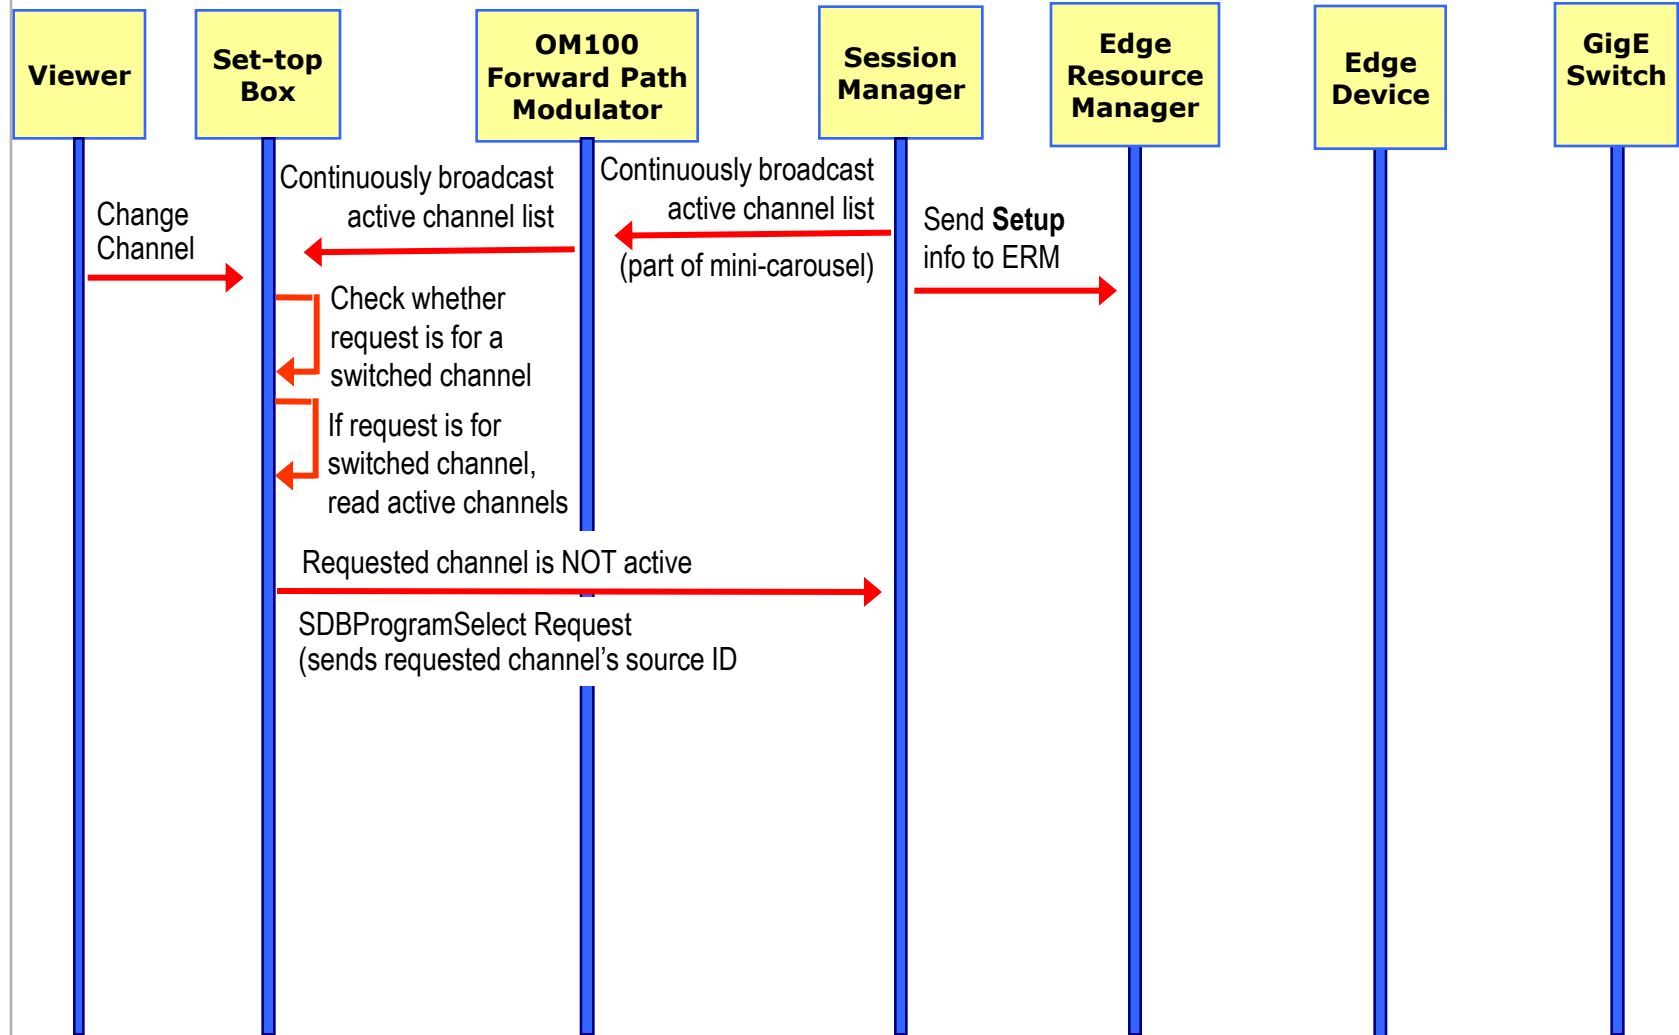 Viewer
Set-top
Box
OM100
Forward Path
Modulator
Session
Manager
Edge
Resource
Manager
Edge
Device
GigE
Switch
Change
Channel
Continuously broadcast
active channel list
Continuously broadcast
active channel list
(part of mini-carousel)
Send Setup
info to ERM
Check whether
request is for a
switched channel
If request is for
switched channel,
read active channels
Requested channel is NOT active
SDBProgramSelect Request
(sends requested channel’s source ID